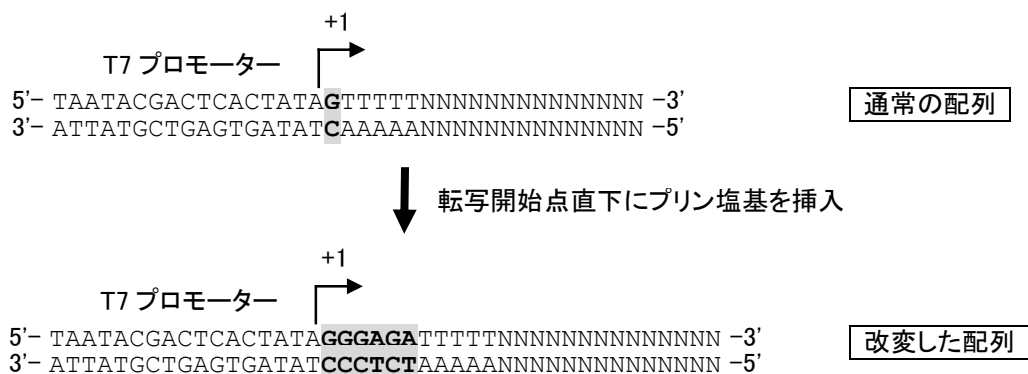 +1
T7 プロモーター
5’- TAATACGACTCACTATAGTTTTTNNNNNNNNNNNNNN -3’
3’- ATTATGCTGAGTGATATCAAAAANNNNNNNNNNNNNN -5’
通常の配列
転写開始点直下にプリン塩基を挿入
+1
T7 プロモーター
5’- TAATACGACTCACTATAGGGAGATTTTTNNNNNNNNNNNNNN -3’
3’- ATTATGCTGAGTGATATCCCTCTAAAAANNNNNNNNNNNNNN -5’
改変した配列